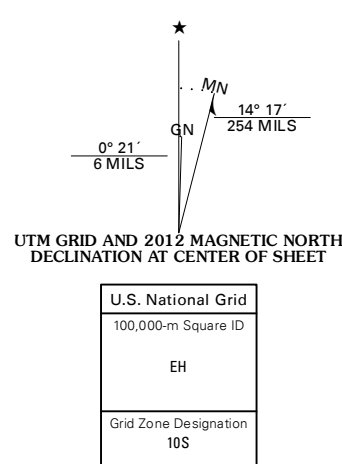 ★
MN
GN
14° 17´
254 MILS
0° 21´
6 MILS
UTM GRID AND 2012 MAGNETIC NORTH
DECLINATION AT CENTER OF SHEET
U.S. National Grid
100,000-m Square ID
EH
Grid Zone Designation
10S